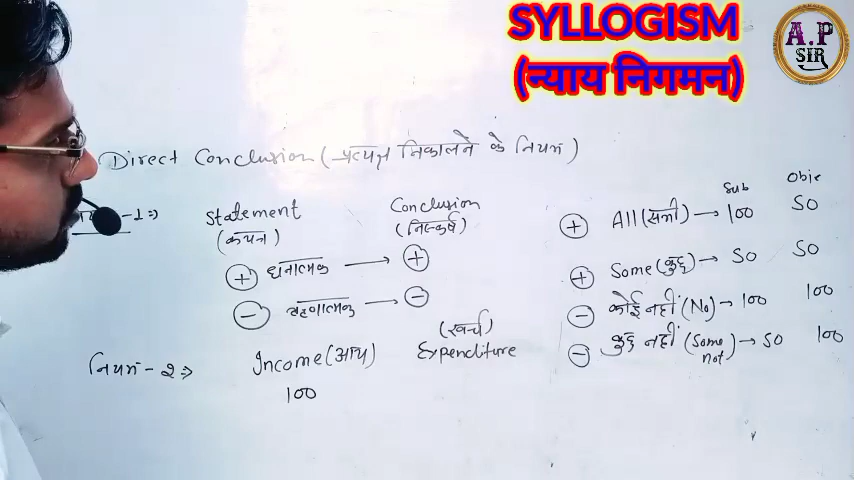 SYLLOGISM
(न्याय निगमन)
A.P
SIR
Direct Conclusion (प्रत्यक्ष निकालने के नियम)
-1 ⇒ Statement Conclusion
(कथन) (निष्कर्ष)
+ धनात्मक → +
- ऋणात्मक → -
नियम - 2 ⇒ Income (आय) (खर्च) Expenditure
100
Sub Obje
+ All (सभी) → 100 50
+ Some (कुछ) → 50 50
- कोई नहीं (No) → 100 100
- कुछ नहीं (Some not) → 50 100